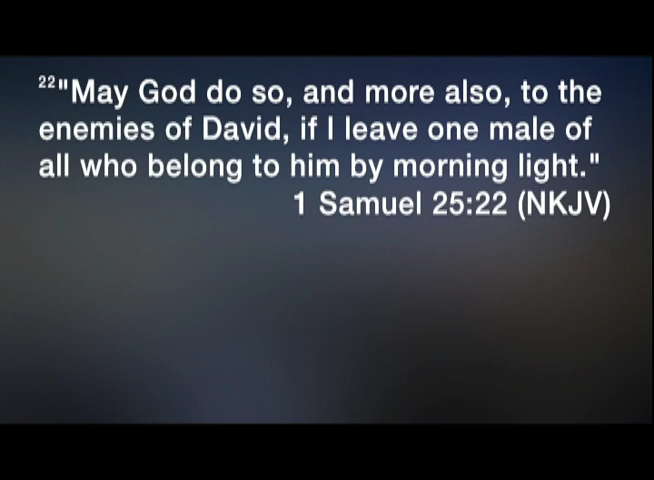 22"May God do so, and more also, to the
enemies of David, if I leave one male of
all who belong to him by morning light."
1 Samuel 25:22 (NKJV)